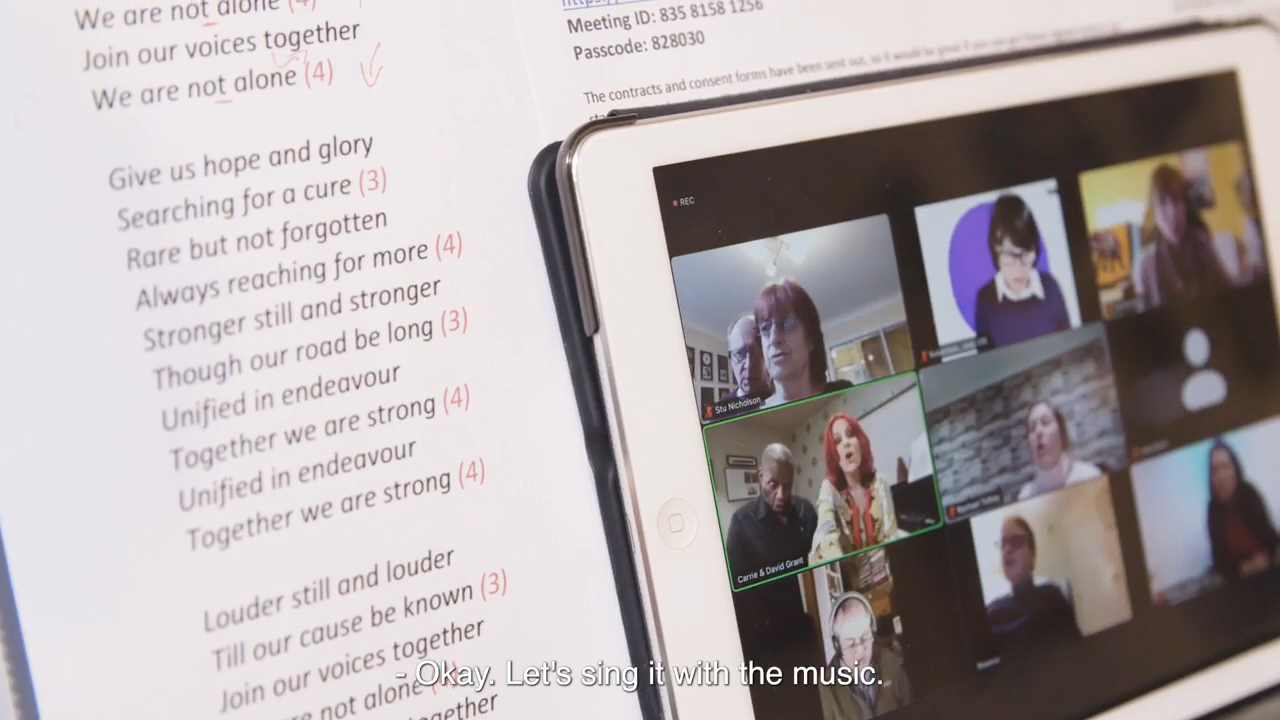 We are not alone (4)
Join our voices together
We are not alone (4)
Give us hope and glory
Searching for a cure (3)
Rare but not forgotten
Always reaching for more (4)
Stronger still and stronger
Though our road be long (3)
Unified in endeavour
Together we are strong (4)
Unified in endeavour
Together we are strong (4)
Louder still and louder
Till our cause be known (3)
Join our voices together
not alone
together
Meeting ID: 835 8158 1256
Passcode: 828030
The contracts and consent forms have been sent out, so it would be great if you can get these
REC
Stu Nicholson
Carrie & David Grant
- Okay. Let's sing it with the music.